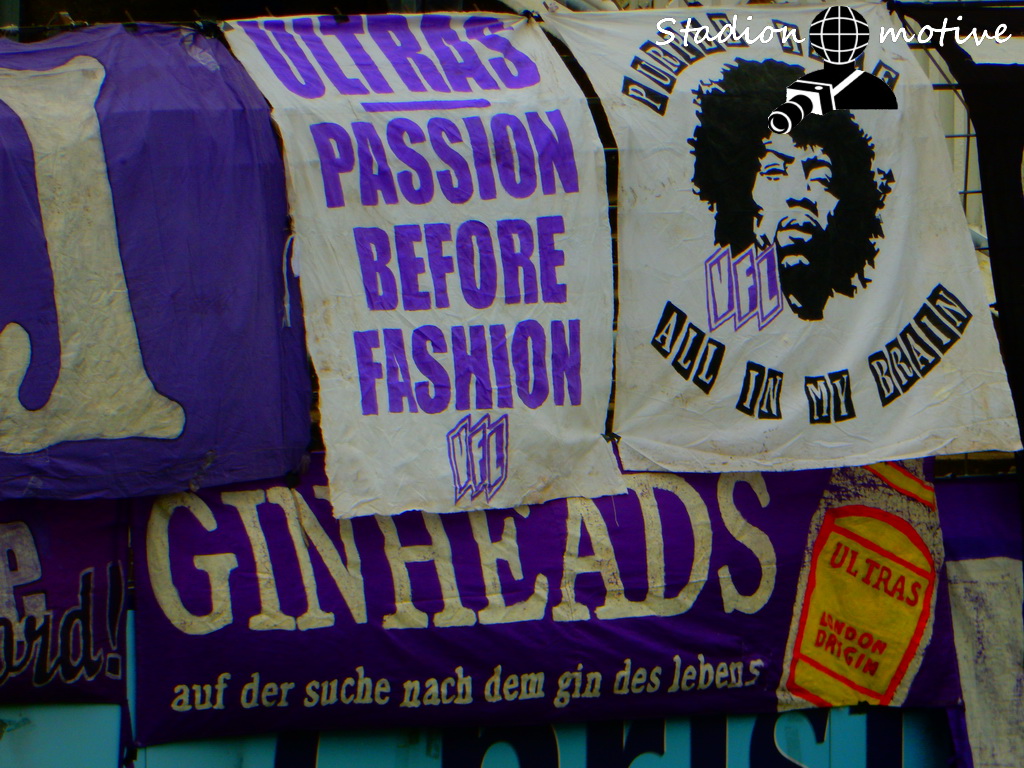 Stadion motive
ULTRAS
PASSION
BEFORE
FASHION
VFL
VFL
ALL IN MY BRAIN
GINHEADS
auf der suche nach dem gin des lebens
ULTRAS
LONDON
ORIGIN